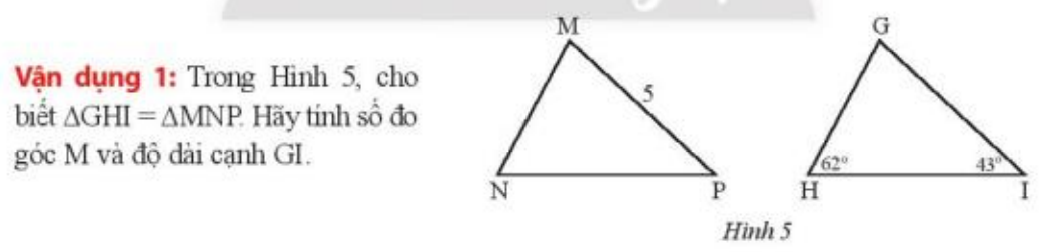 Vận dụng 1: Trong Hình 5, cho
biết ΔGHI = ΔMNP. Hãy tính số đo
góc M và độ dài cạnh GI.
M
5
N
P
G
62°
43°
H
I
Hình 5